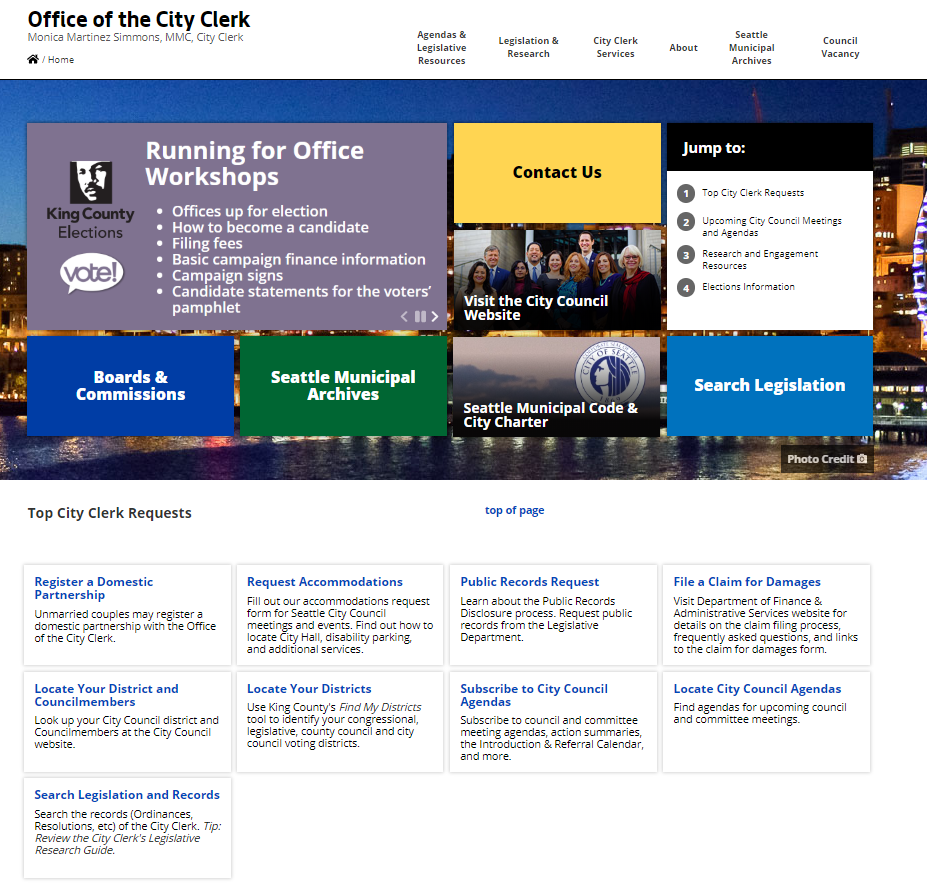 Office of the City Clerk
Monica Martinez Simmons, MMC, City Clerk
/ Home
Agendas &
Legislative
Resources
Legislation &
Research
City Clerk
Services
About
Seattle
Municipal
Archives
Council
Vacancy
King County
Elections
vote!
Running for Office
Workshops
• Offices up for election
• How to become a candidate
• Filing fees
• Basic campaign finance information
• Campaign signs
• Candidate statements for the voters’
pamphlet
Contact Us
Visit the City Council
Website
Jump to:
1 Top City Clerk Requests
2 Upcoming City Council Meetings
and Agendas
3 Research and Engagement
Resources
4 Elections Information
Boards &
Commissions
Seattle Municipal
Archives
CITY OF SEATTLE
Seattle Municipal Code &
City Charter
Search Legislation
Photo Credit
Top City Clerk Requests
top of page
Register a Domestic
Partnership
Unmarried couples may register a
domestic partnership with the Office
of the City Clerk.
Request Accommodations
Fill out our accommodations request
form for Seattle City Council
meetings and events. Find out how to
locate City Hall, disability parking,
and additional services.
Public Records Request
Learn about the Public Records
Disclosure process. Request public
records from the Legislative
Department.
File a Claim for Damages
Visit Department of Finance &
Administrative Services website for
details on the claim filing process,
frequently asked questions, and links
to the claim for damages form.
Locate Your District and
Councilmembers
Look up your City Council district and
Councilmembers at the City Council
website.
Locate Your Districts
Use King County's Find My Districts
tool to identify your congressional,
legislative, county council and city
council voting districts.
Subscribe to City Council
Agendas
Subscribe to council and committee
meeting agendas, action summaries,
the Introduction & Referral Calendar,
and more.
Locate City Council Agendas
Find agendas for upcoming council
and committee meetings.
Search Legislation and Records
Search the records (Ordinances,
Resolutions, etc) of the City Clerk. Tip:
Review the City Clerk's Legislative
Research Guide.